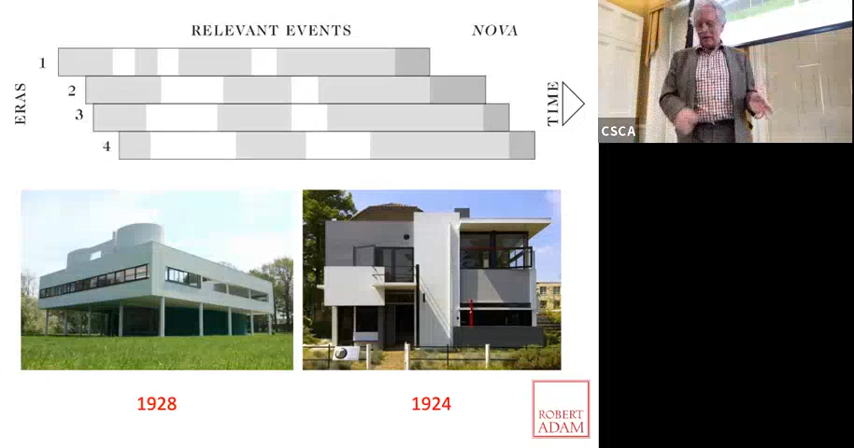 RELEVANT EVENTS
NOVA
ERAS
1
2
3
4
TIME
CSCA
1928
1924
ROBERT
ADAM